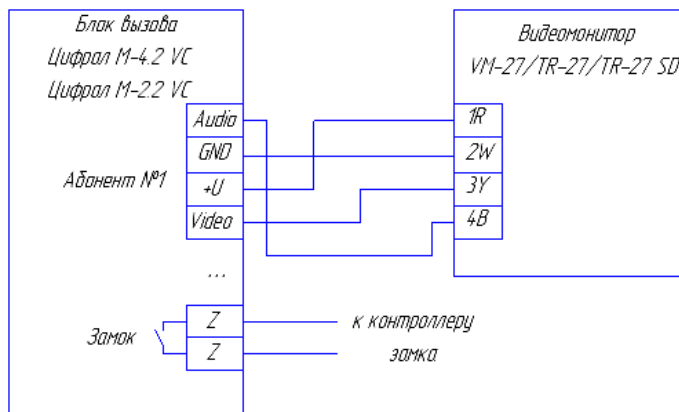 Блок вызова
Цифрал М-4.2 VC
Цифрал М-2.2 VC
Audio
GND
Абонент №1
+U
Video
...
Замок
Z
Z
к контроллеру
замка
Видеомонитор
VM-27/TR-27/TR-27 SD
1R
2W
3Y
4B